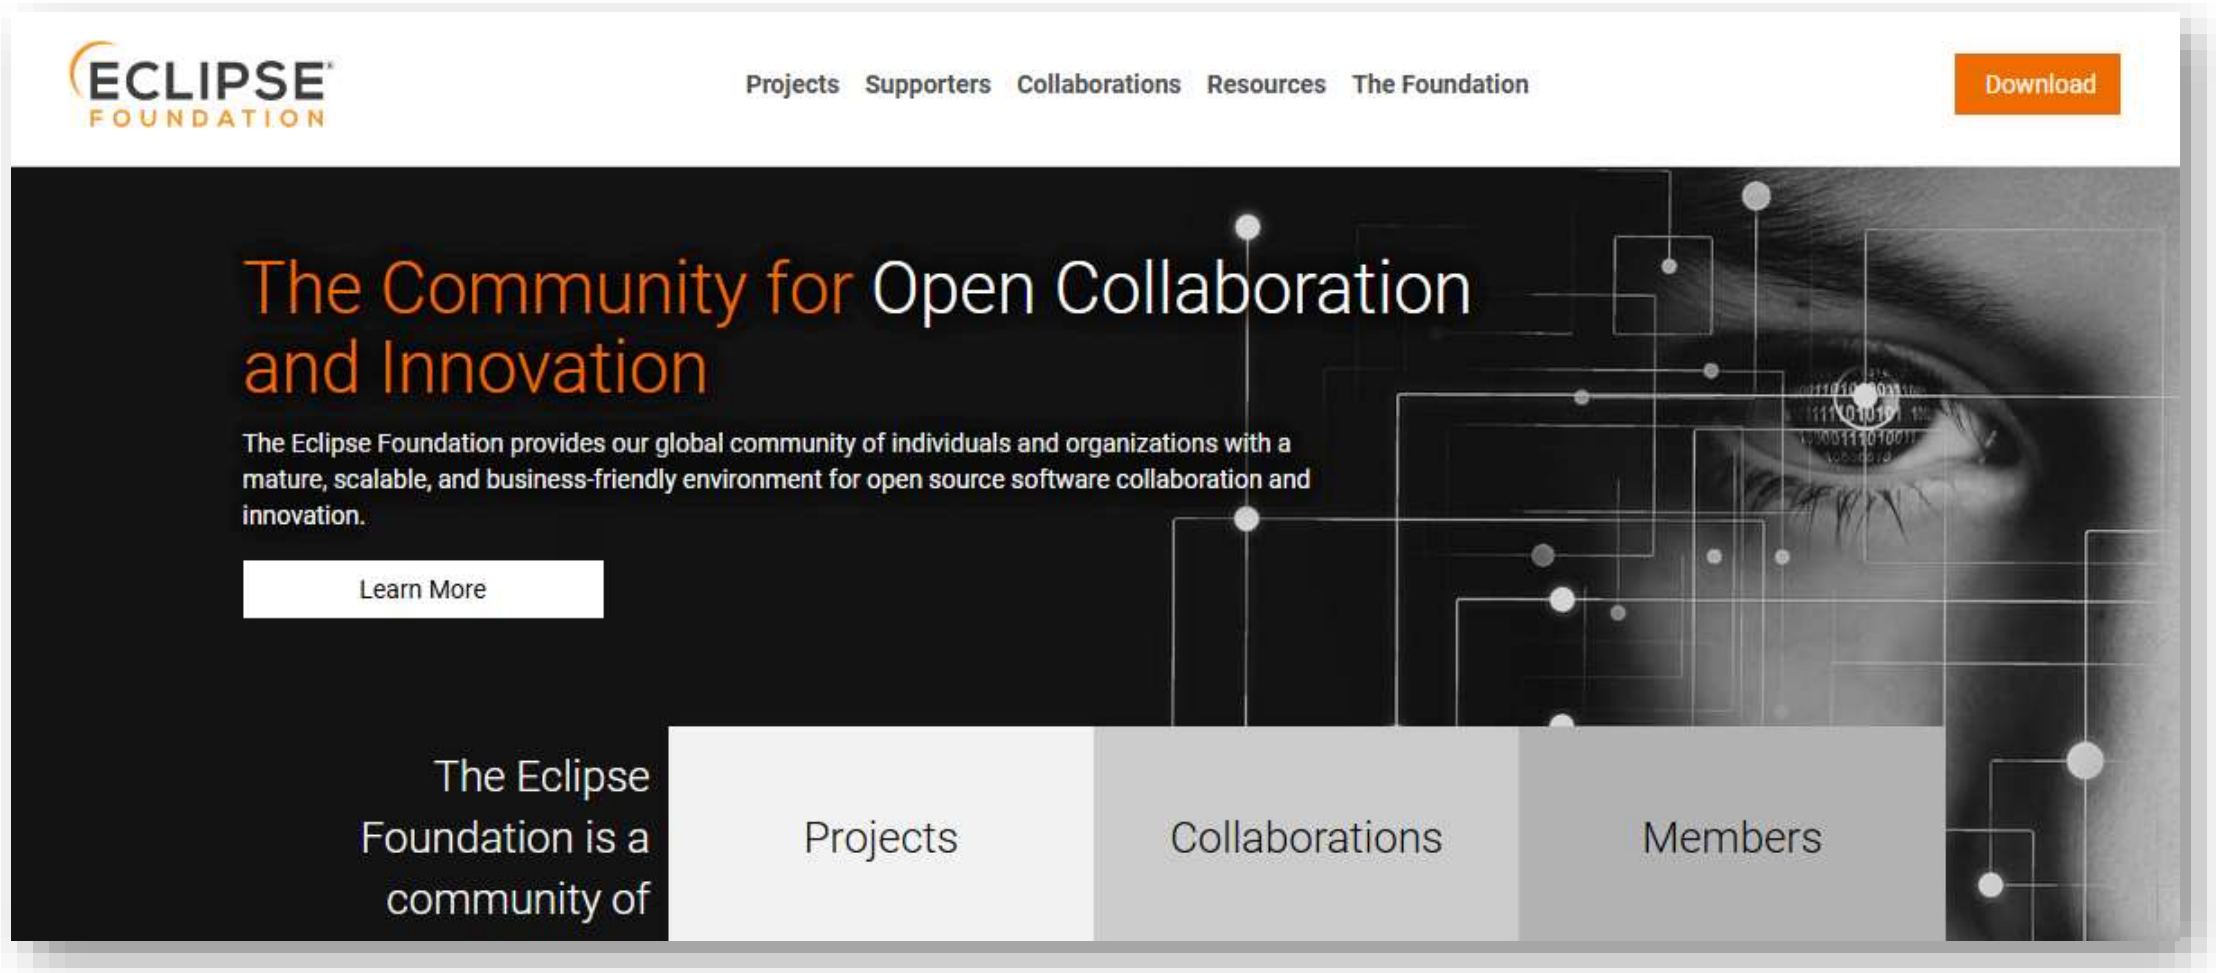 ECLIPSE
FOUNDATION
Projects Supporters Collaborations Resources The Foundation
Download
The Community for Open Collaboration
and Innovation
The Eclipse Foundation provides our global community of individuals and organizations with a
mature, scalable, and business-friendly environment for open source software collaboration and
innovation.
Learn More
The Eclipse
Foundation is a
community of
Projects
Collaborations
Members